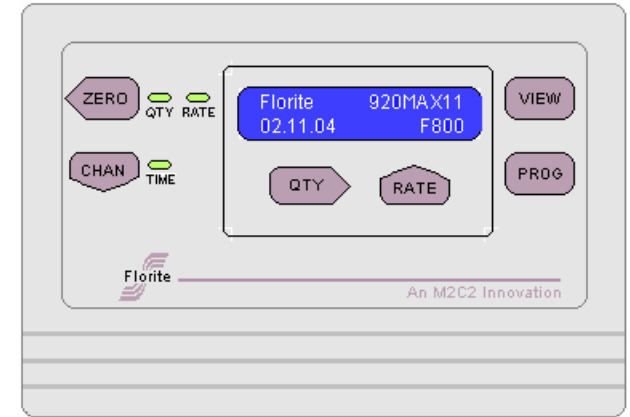 ZERO
QTY RATE
CHAN
TIME
Florite 920MAX11
02.11.04 F800
QTY
RATE
VIEW
PROG
Florite
An M2C2 Innovation